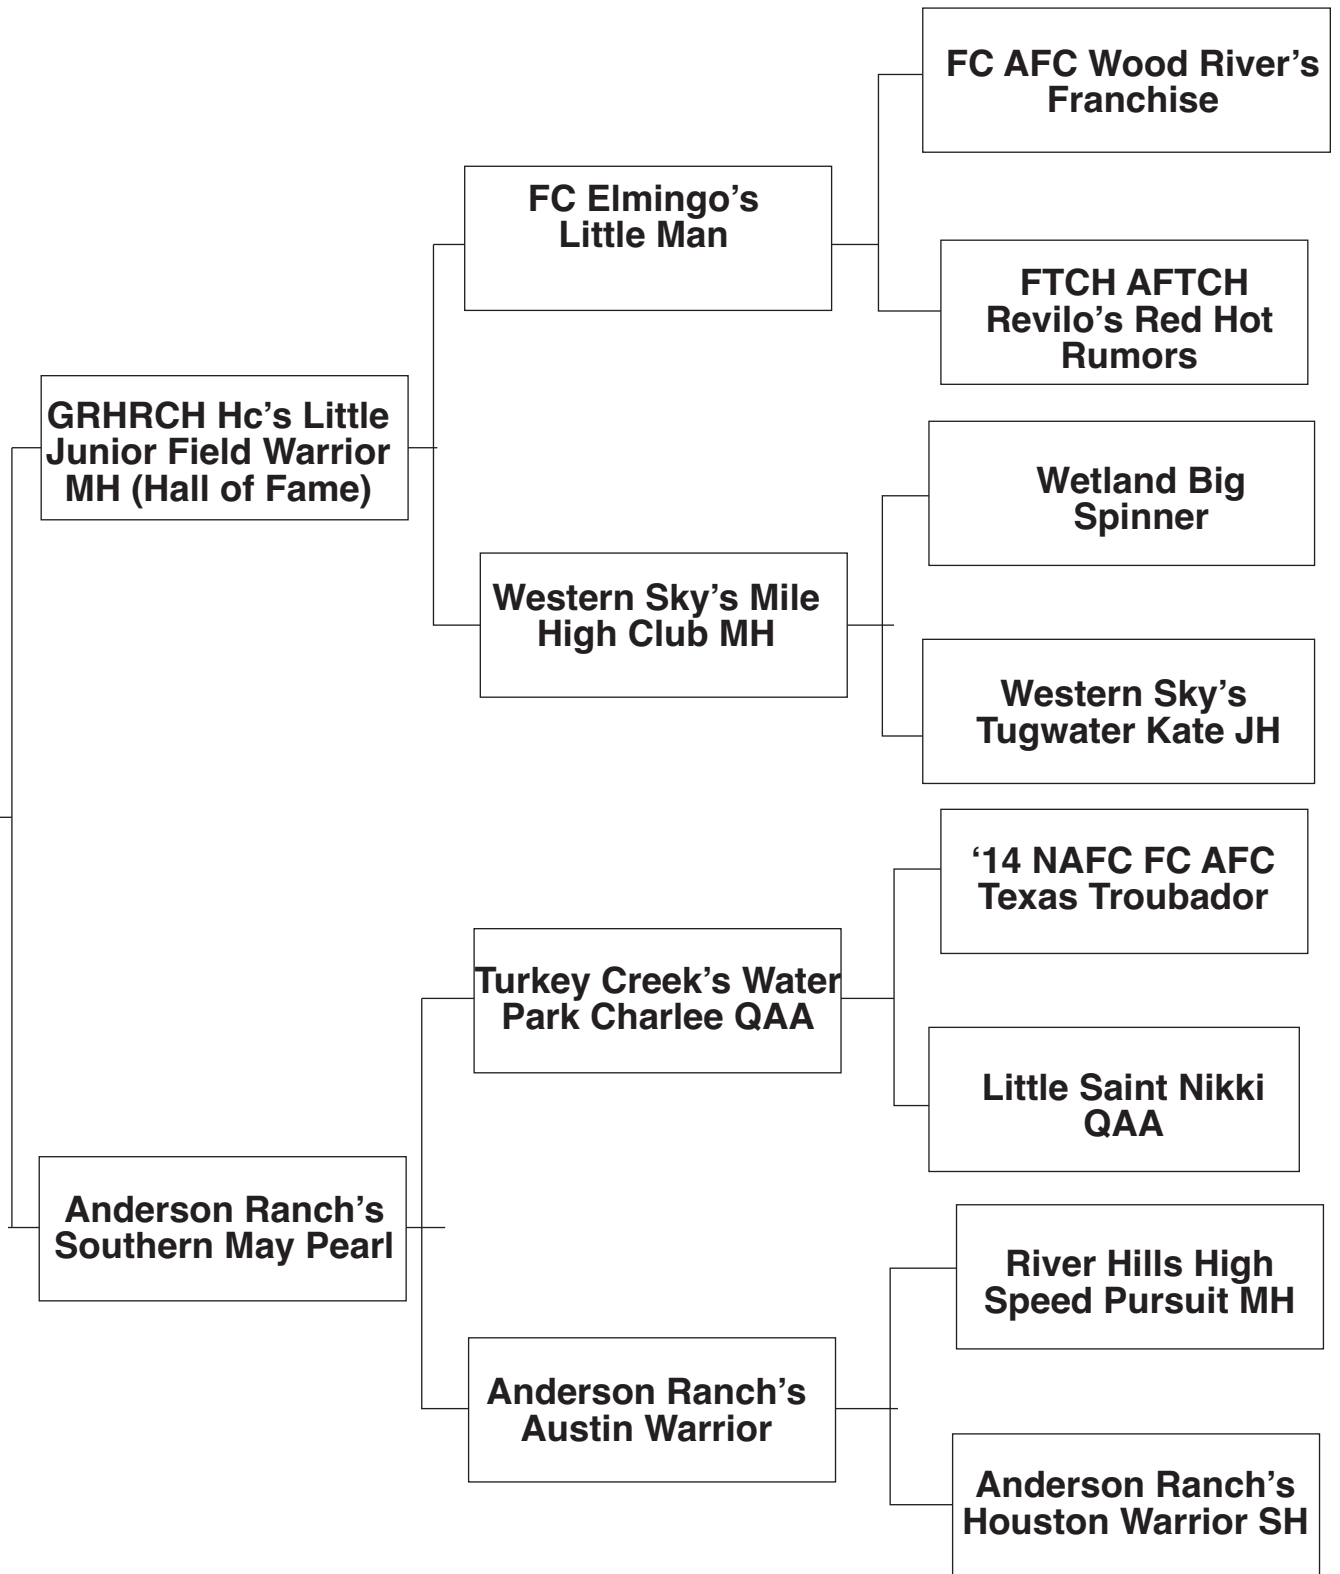 FC AFC Wood River’s
Franchise
FC Elmingo’s
Little Man
FTCH AFTCH
Revilo’s Red Hot
Rumors
GRHRCH Hc’s Little
Junior Field Warrior
MH (Hall of Fame)
Wetland Big
Spinner
Western Sky’s Mile
High Club MH
Western Sky’s
Tugwater Kate JH
‘14 NAFC FC AFC
Texas Troubador
Turkey Creek’s Water
Park Charlee QAA
Little Saint Nikki
QAA
Anderson Ranch’s
Southern May Pearl
River Hills High
Speed Pursuit MH
Anderson Ranch’s
Austin Warrior
Anderson Ranch’s
Houston Warrior SH